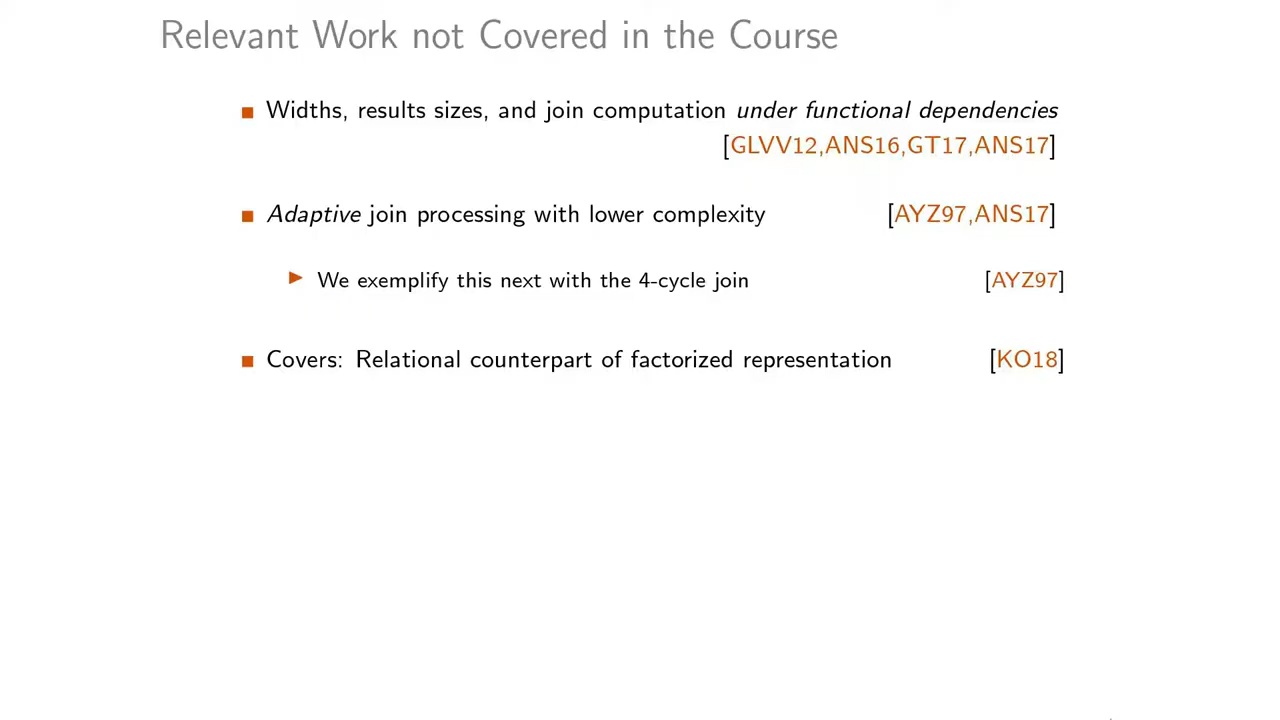 Relevant Work not Covered in the Course
Widths, results sizes, and join computation under functional dependencies
[GLVV12,ANS16,GT17,ANS17]
Adaptive join processing with lower complexity [AYZ97,ANS17]
We exemplify this next with the 4-cycle join [AYZ97]
Covers: Relational counterpart of factorized representation [KO18]